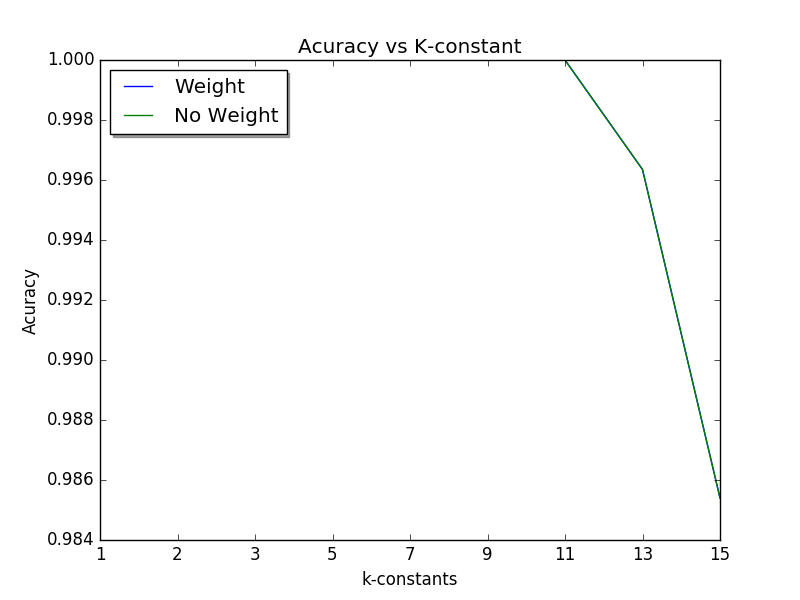 Acuracy vs K-constant
Weight
No Weight
1.000
0.998
0.996
0.994
0.992
0.990
0.988
0.986
0.984
Acuracy
1 2 3 5 7 9 11 13 15
k-constants